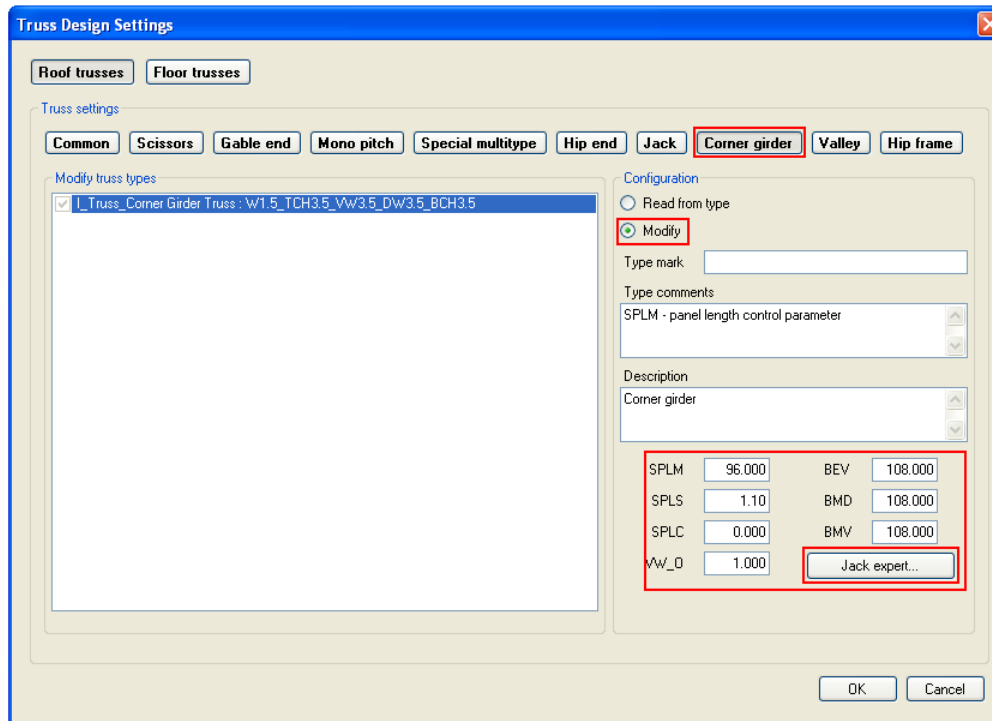 Truss Design Settings
Roof trusses Floor trusses
Truss settings
Common Scissors Gable end Mono pitch Special multitype Hip end Jack Corner girder Valley Hip frame
Modify truss types
I_Truss_Corner Girder Truss : W1.5_TCH3.5_VW3.5_DW3.5_BCH3.5
Configuration
Read from type
Modify
Type mark
Type comments
SPLM - panel length control parameter
Description
Corner girder
SPLM 96.000 BEV 108.000
SPLS 1.10 BMD 108.000
SPLC 0.000 BMV 108.000
VW_O 1.000 Jack expert...
OK Cancel